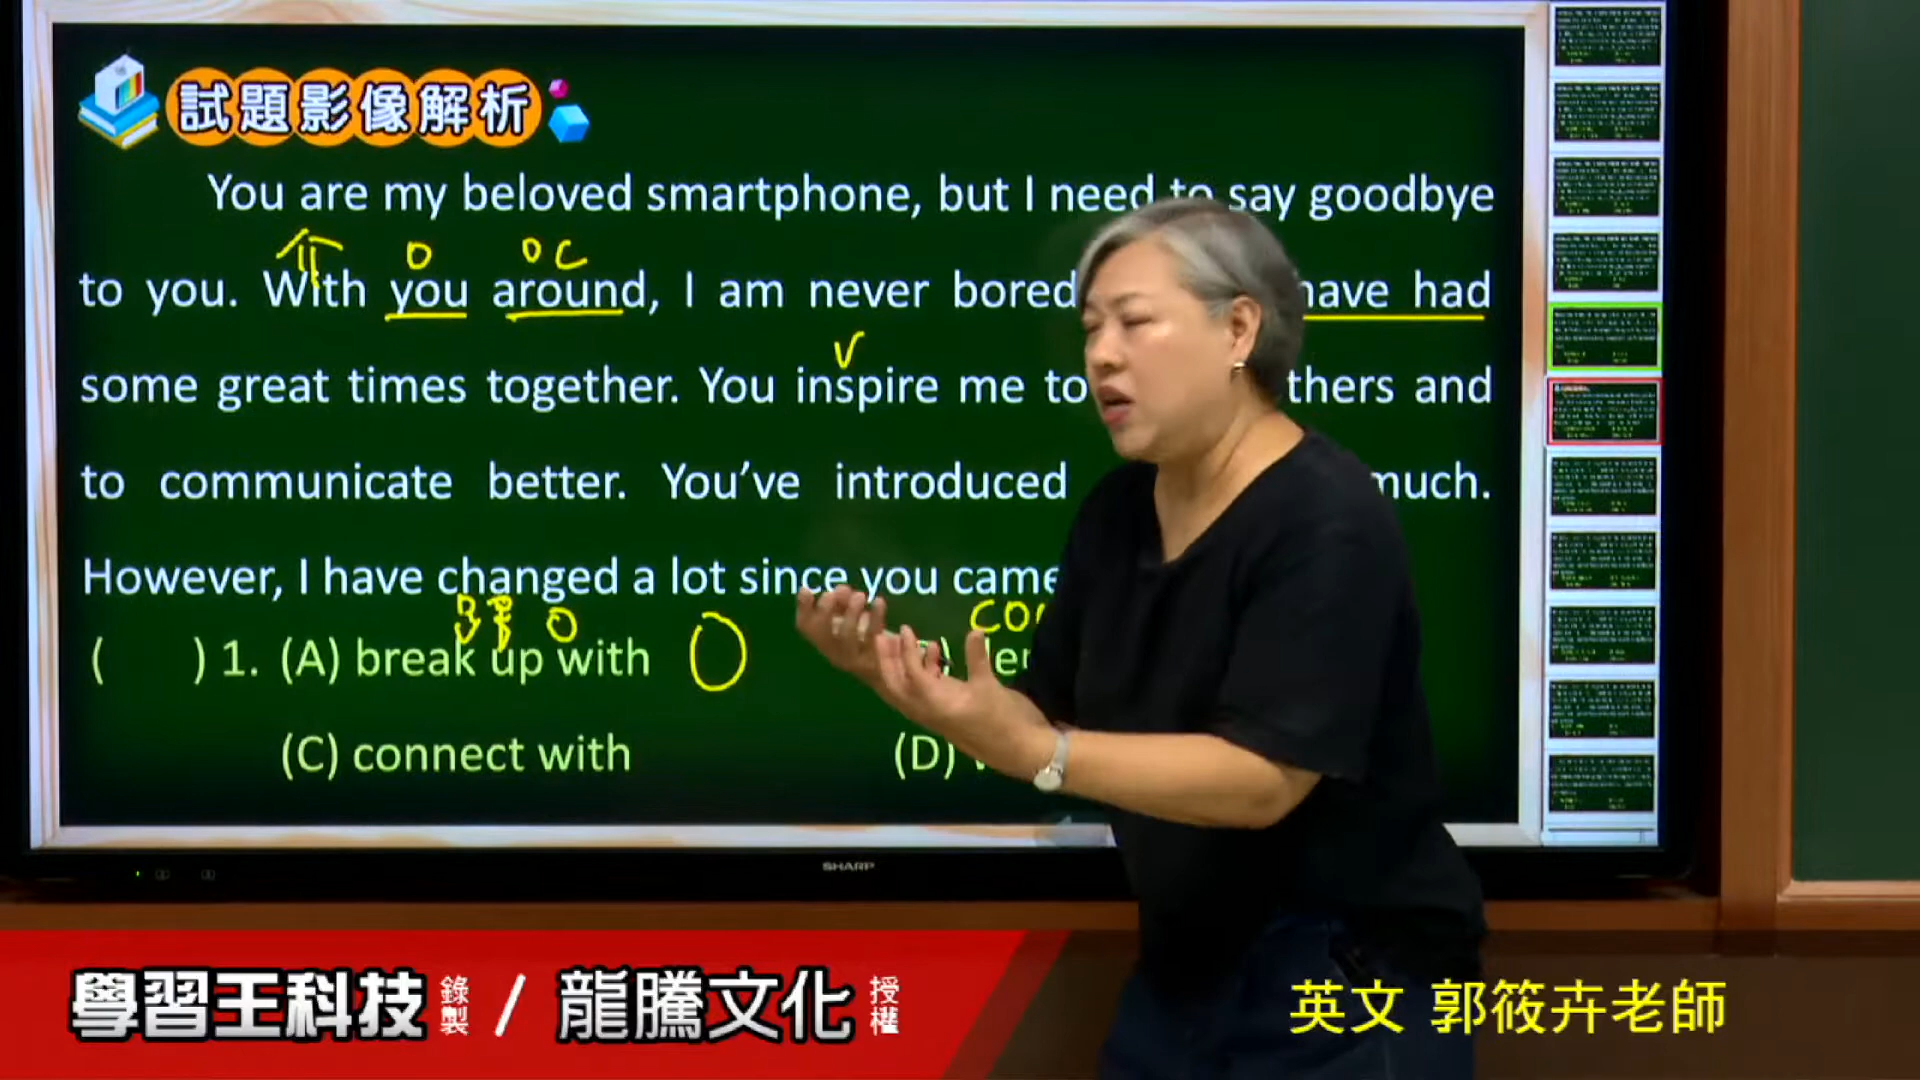 試題影像解析
You are my beloved smartphone, but I need to say goodbye
to you. With you around, I am never bored have had
some great times together. You inspire me to thers and
to communicate better. You’ve introduced much.
However, I have changed a lot since you came
O OC
V
( ) 1. (A) break up with
(C) connect with (D)
SHARP
學習王科技 錄製 / 龍騰文化 授權
英文 郭筱卉老師